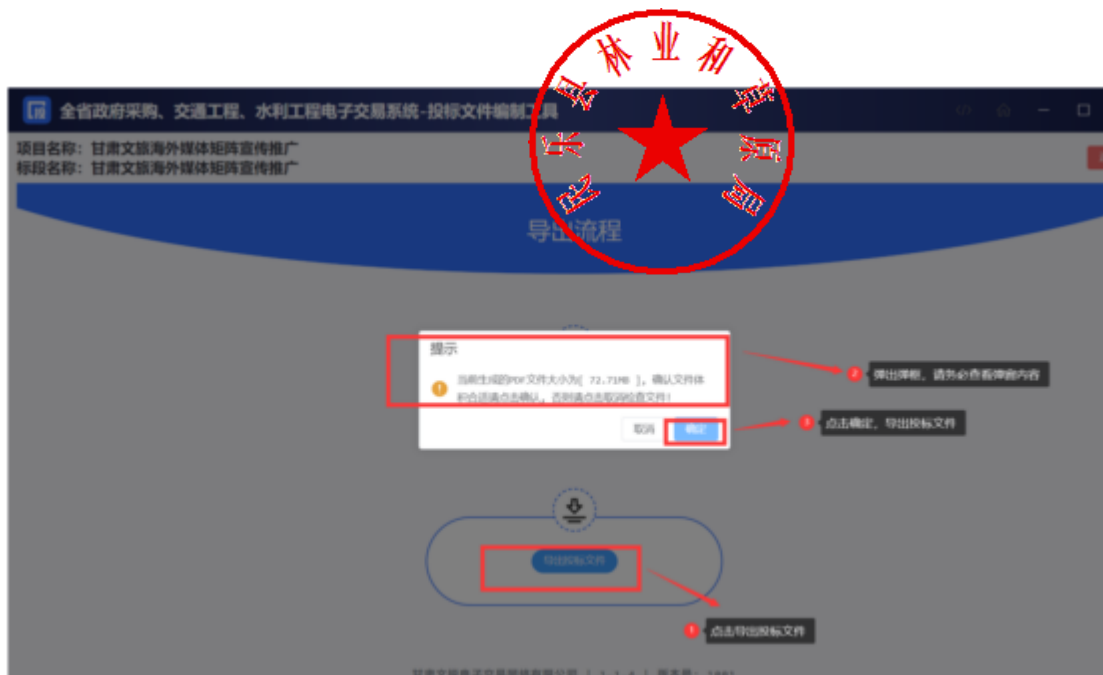 民乐县林业和草原局
全省政府采购、交通工程、水利工程电子交易系统-投标文件编制工具
项目名称：甘肃文旅海外媒体矩阵宣传推广
标段名称：甘肃文旅海外媒体矩阵宣传推广
导出流程
提示
当前生成的PDF文件大小为[ 72.71MB ]，确认文件体
积合适请点击确认，否则请点击取消检查文件！
取消
确定
2 弹出弹框，请务必查看弹窗内容
3 点击确定，导出投标文件
导出投标文件
1 点击导出投标文件